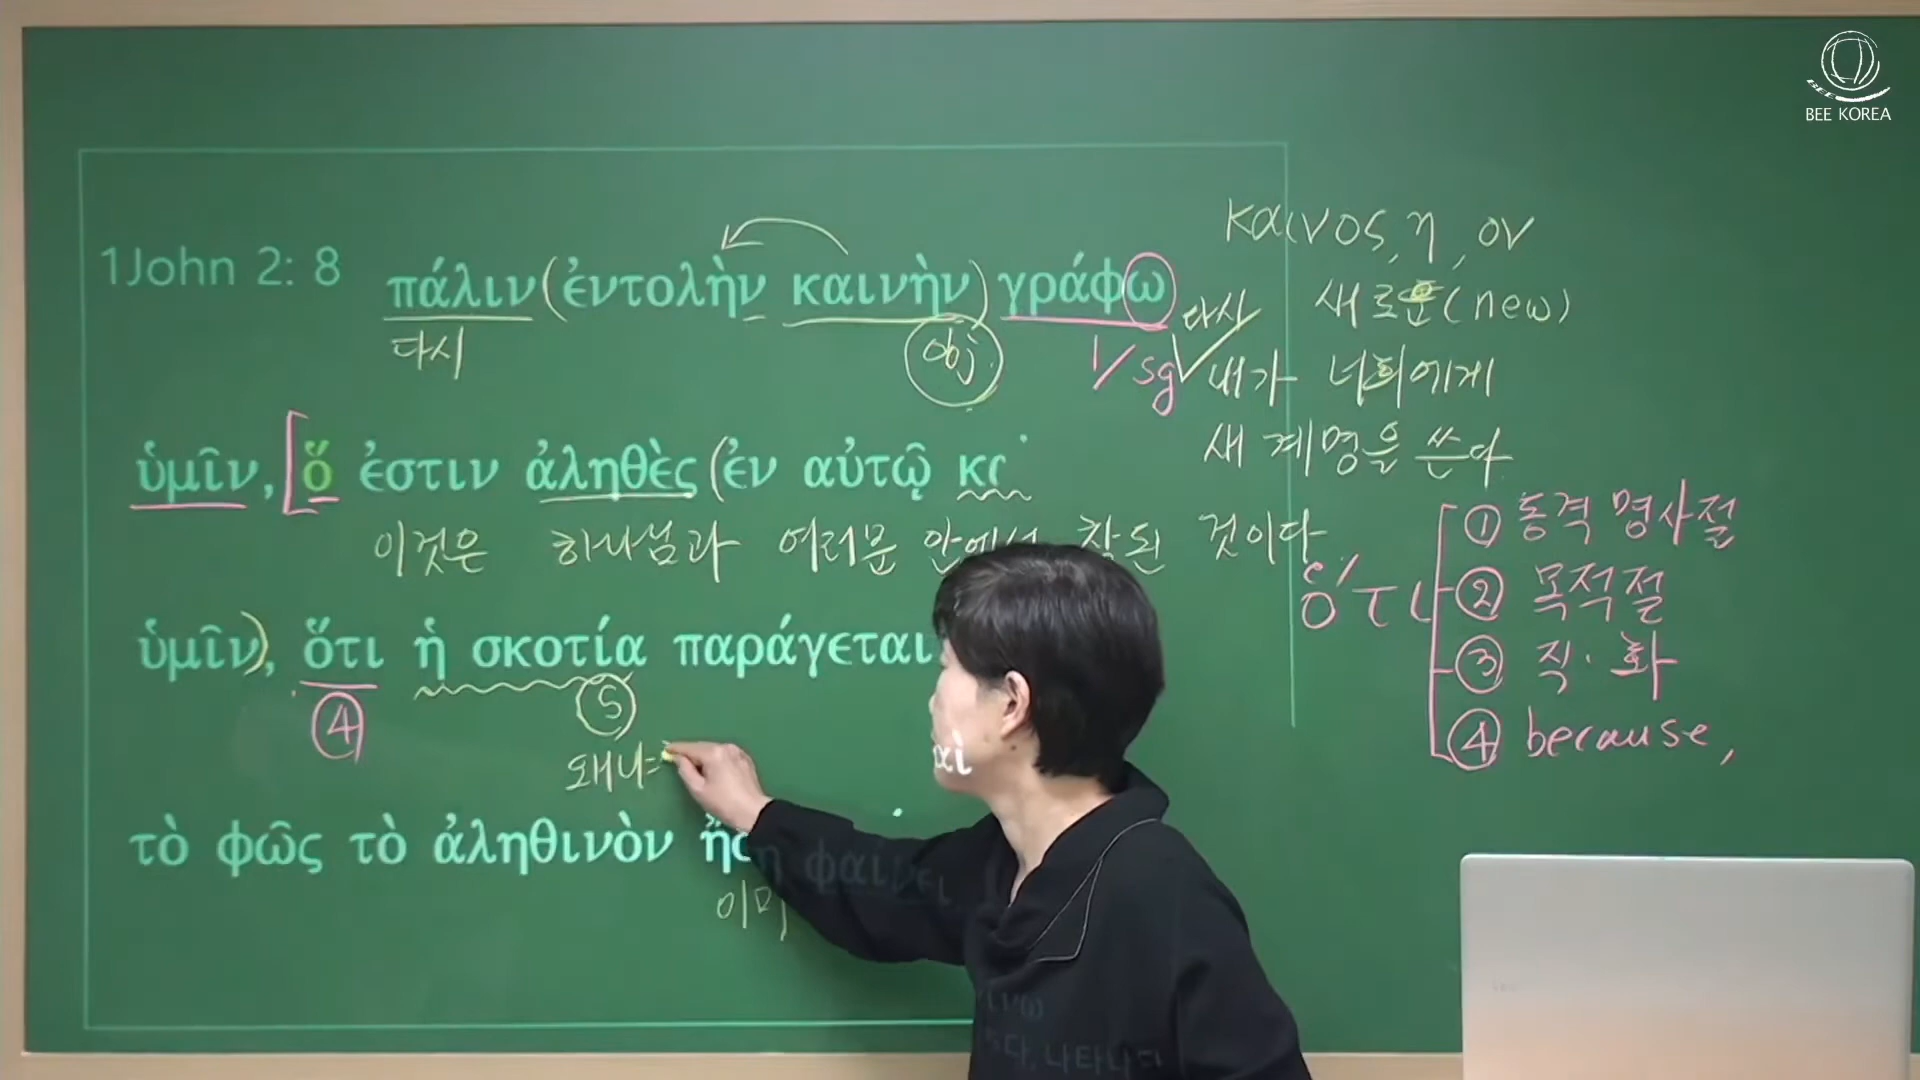 BEE KOREA
1John 2: 8
πάλιν (ἐντολὴν καινὴν) γράφω
다시
obj
1/sg
ὑμῖν, [ὅ ἐστιν ἀληθὲς (ἐν αὐτῷ
이것은 하나님과 여러분 안에서 참된 것이다
ὑμῖν), ὅτι ἡ σκοτία παράγεται
④
⑤
왜냐
αὶ
τὸ φῶς τὸ ἀληθινὸν φαίνει
이미
καινος, η, ον
새로운(new)
다시
내가 너희에게
새 계명을 쓴다
ὅτι
① 동격 명사절
② 목적절
③ 직·화
④ because,